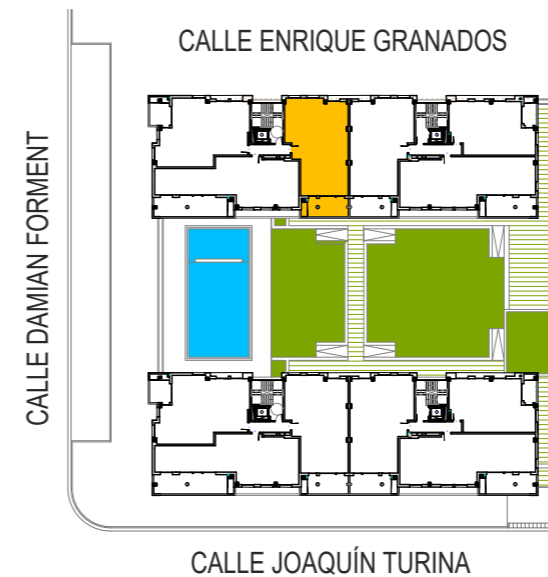 CALLE ENRIQUE GRANADOS
CALLE DAMIAN FORMENT
CALLE JOAQUÍN TURINA